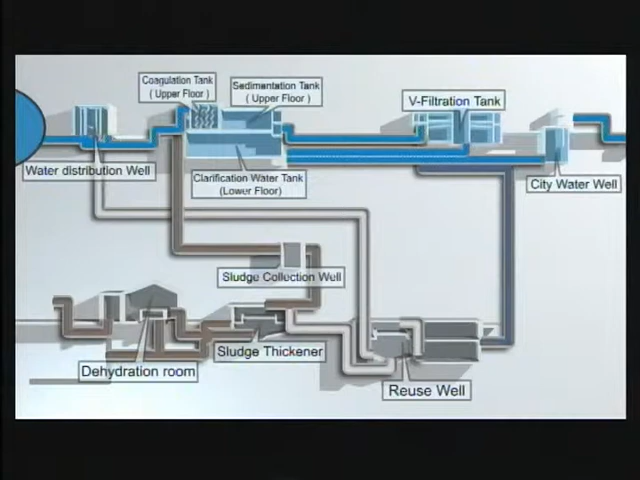 Coagulation Tank
( Upper Floor )
Sedimentation Tank
( Upper Floor )
V-Filtration Tank
Water distribution Well
Clarification Water Tank
(Lower Floor)
City Water Well
Sludge Collection Well
Sludge Thickener
Dehydration room
Reuse Well